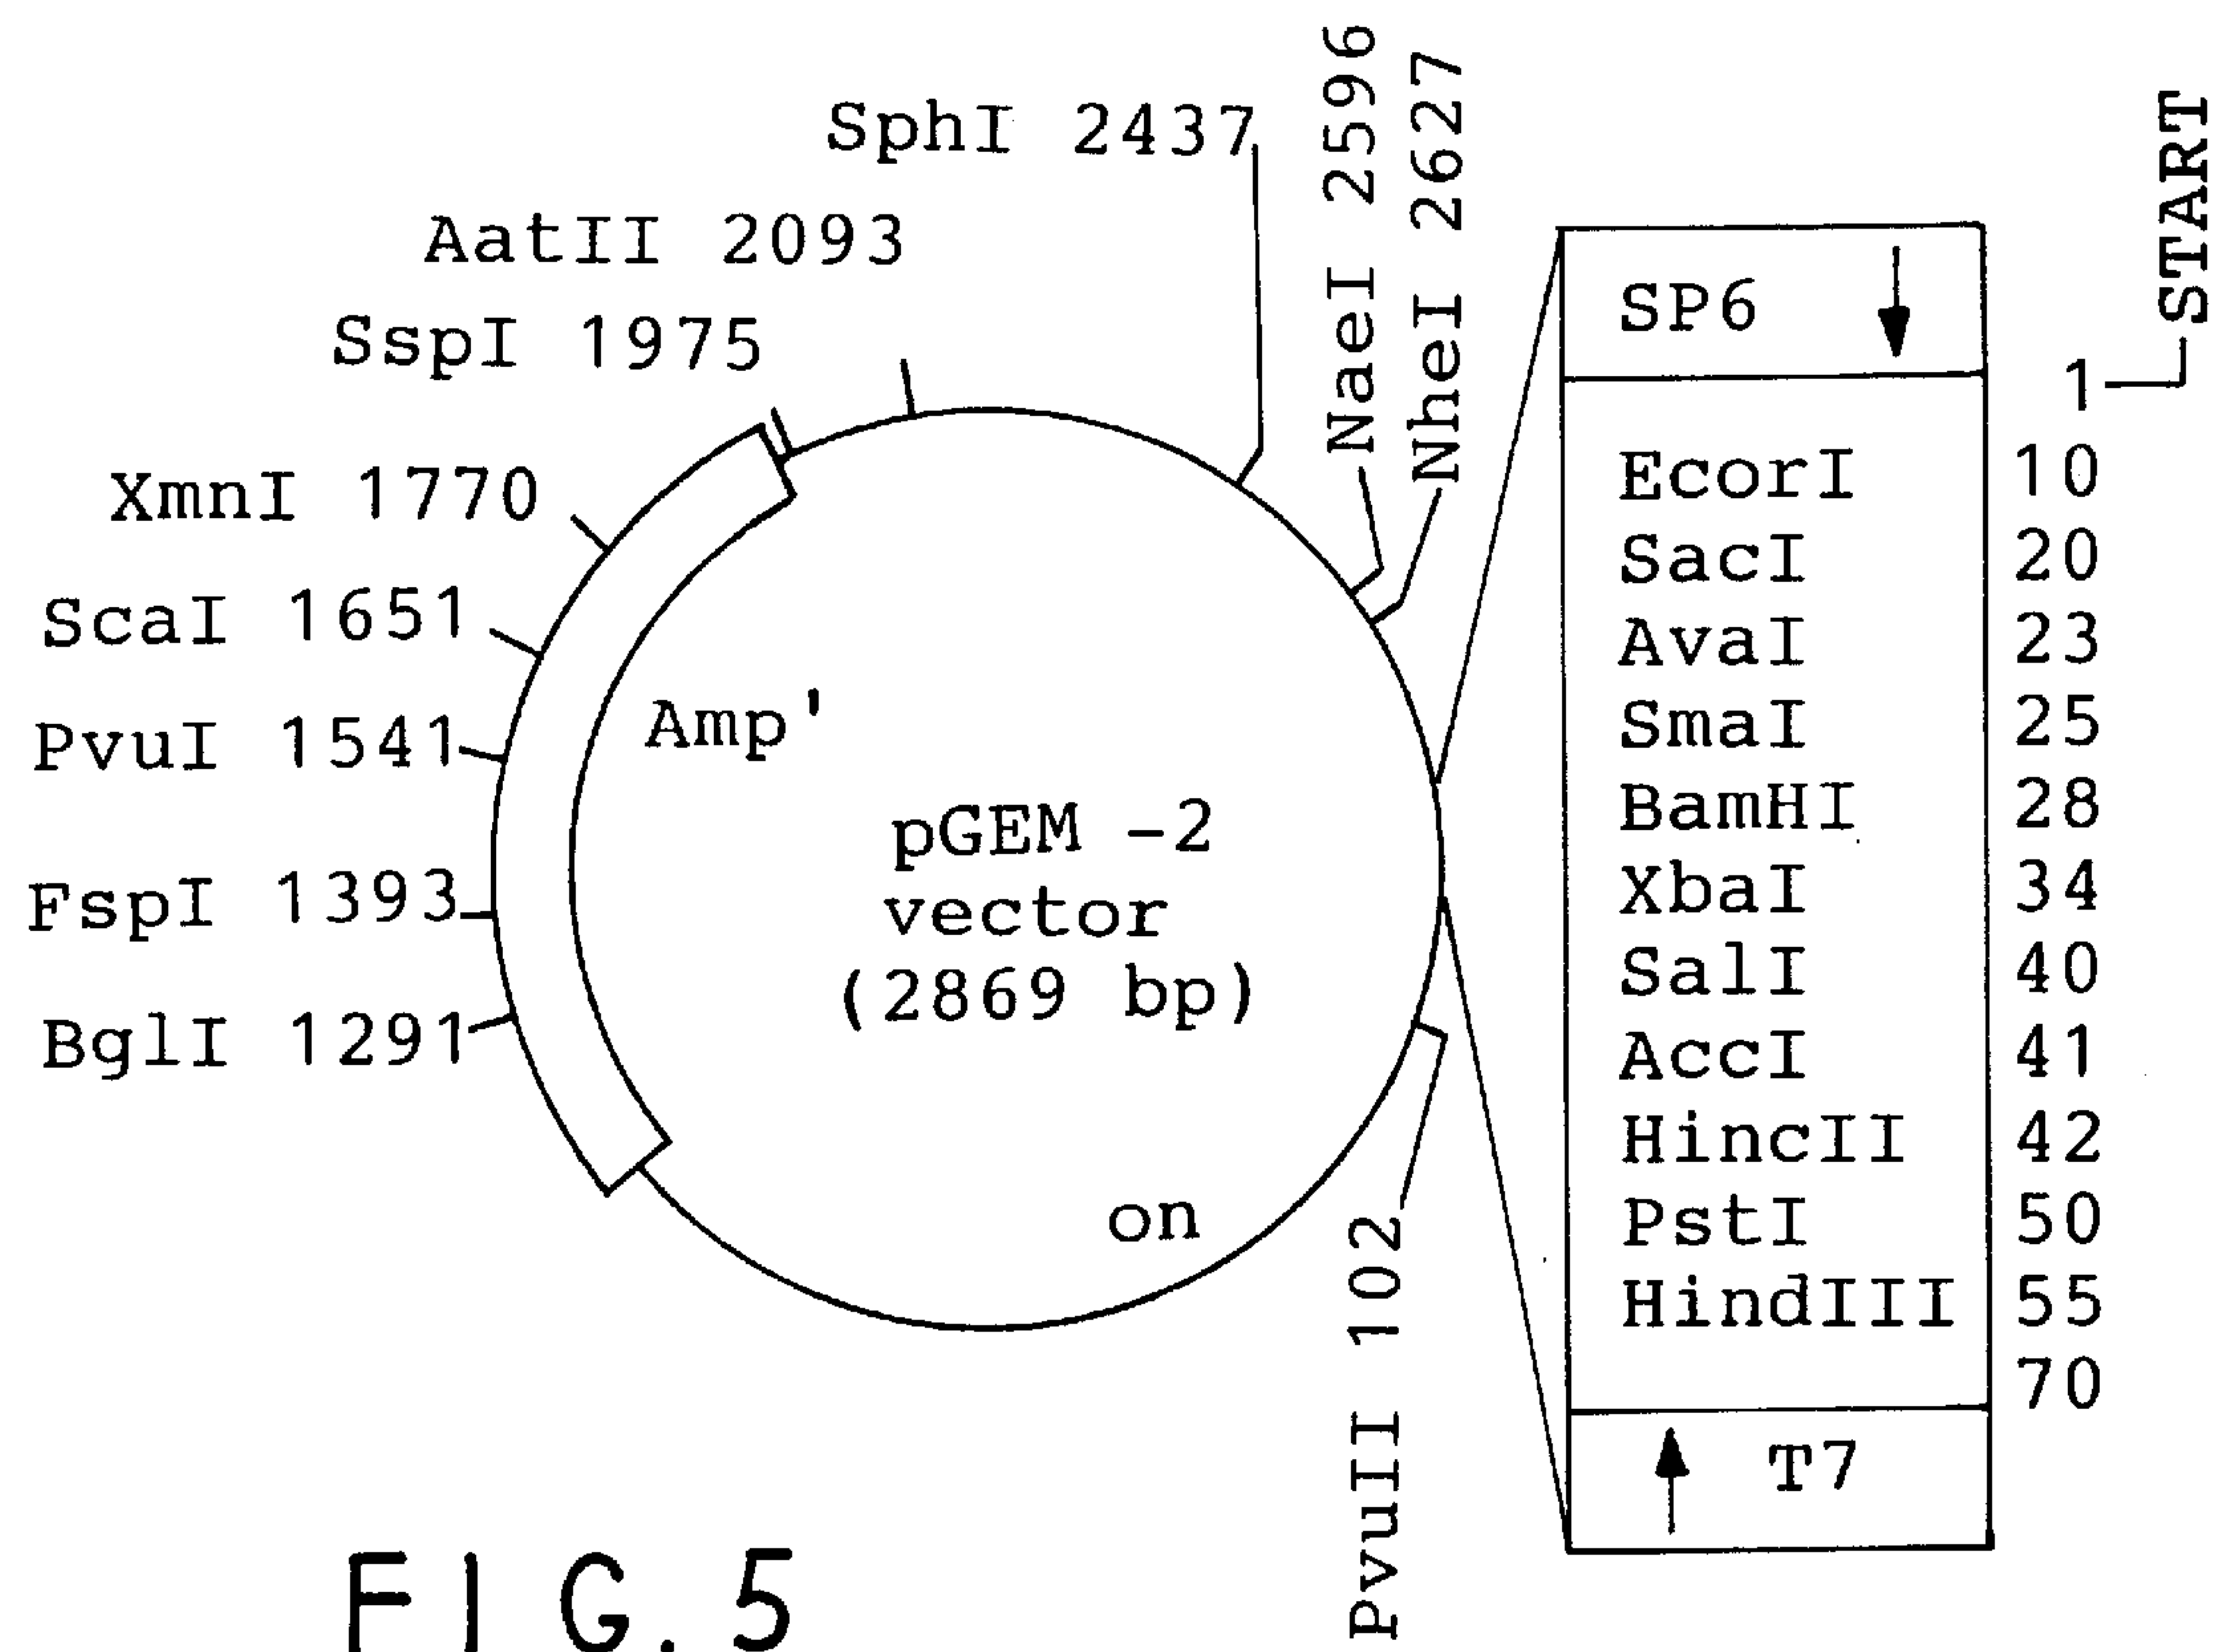 SphI 2437
NaeI 2596
NheI 2627
AatII 2093
SspI 1975
XmnI 1770
ScaI 1651
PvuI 1541
FspI 1393
BglI 1291
Amp'
pGEM -2
vector
(2869 bp)
on
PvuII 102
START
SP6
1
EcorI 10
SacI 20
AvaI 23
SmaI 25
BamHI 28
XbaI 34
SalI 40
AccI 41
HincII 42
PstI 50
HindIII 55
70
T7
FIG. 5